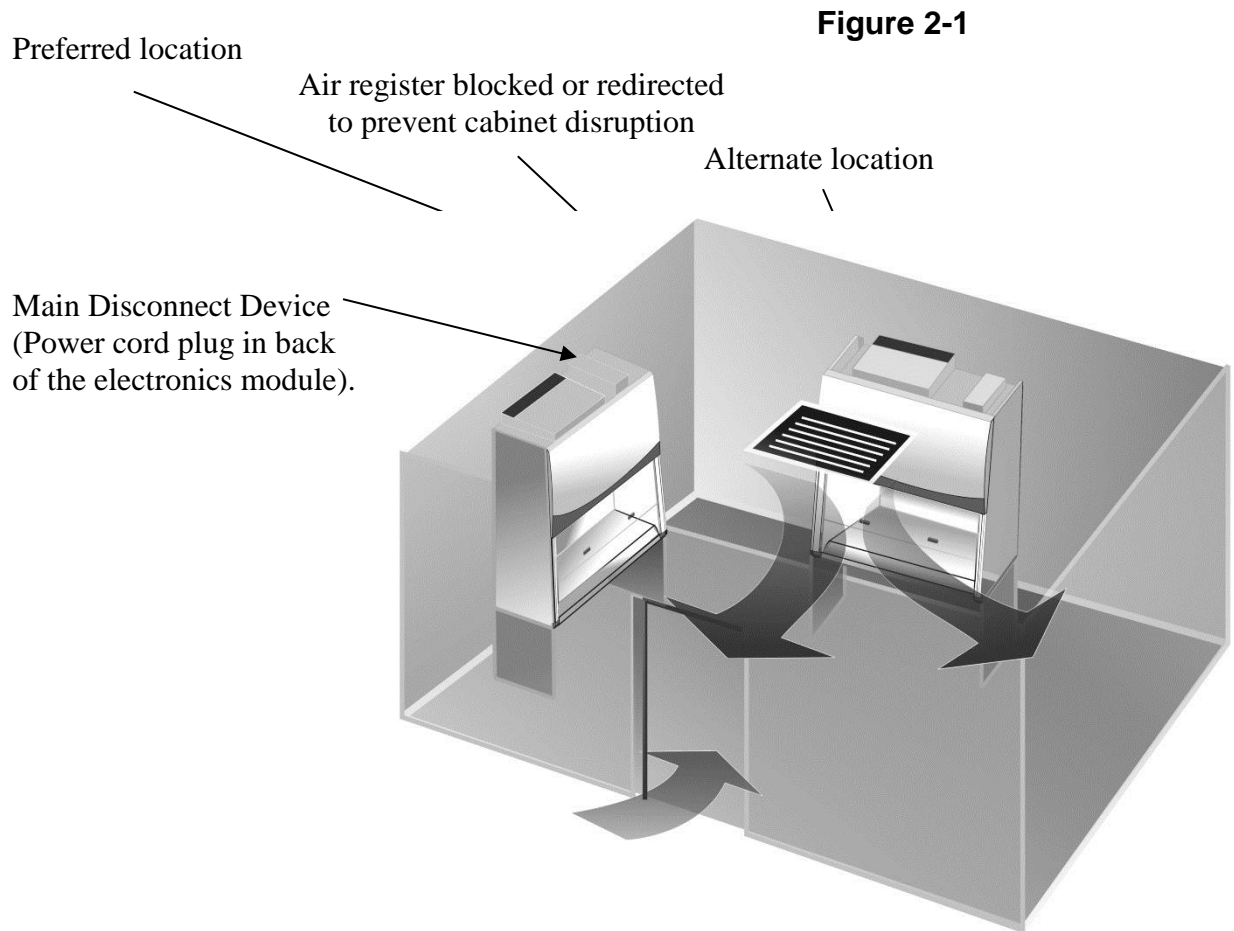 Figure 2-1
Preferred location
Air register blocked or redirected
to prevent cabinet disruption
Alternate location
Main Disconnect Device
(Power cord plug in back
of the electronics module).